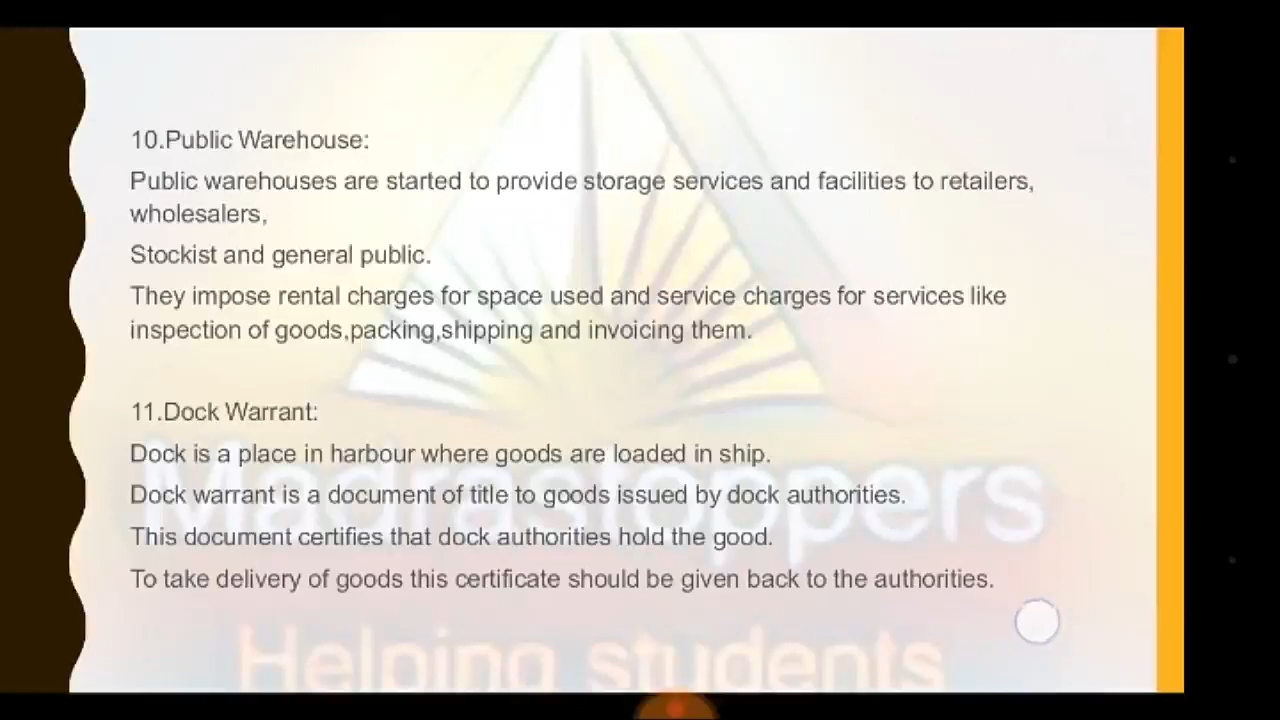 10.Public Warehouse:
Public warehouses are started to provide storage services and facilities to retailers,
wholesalers,
Stockist and general public.
They impose rental charges for space used and service charges for services like
inspection of goods,packing,shipping and invoicing them.
11.Dock Warrant:
Dock is a place in harbour where goods are loaded in ship.
Dock warrant is a document of title to goods issued by dock authorities.
This document certifies that dock authorities hold the good.
To take delivery of goods this certificate should be given back to the authorities.
Madrastoppers
Helping students